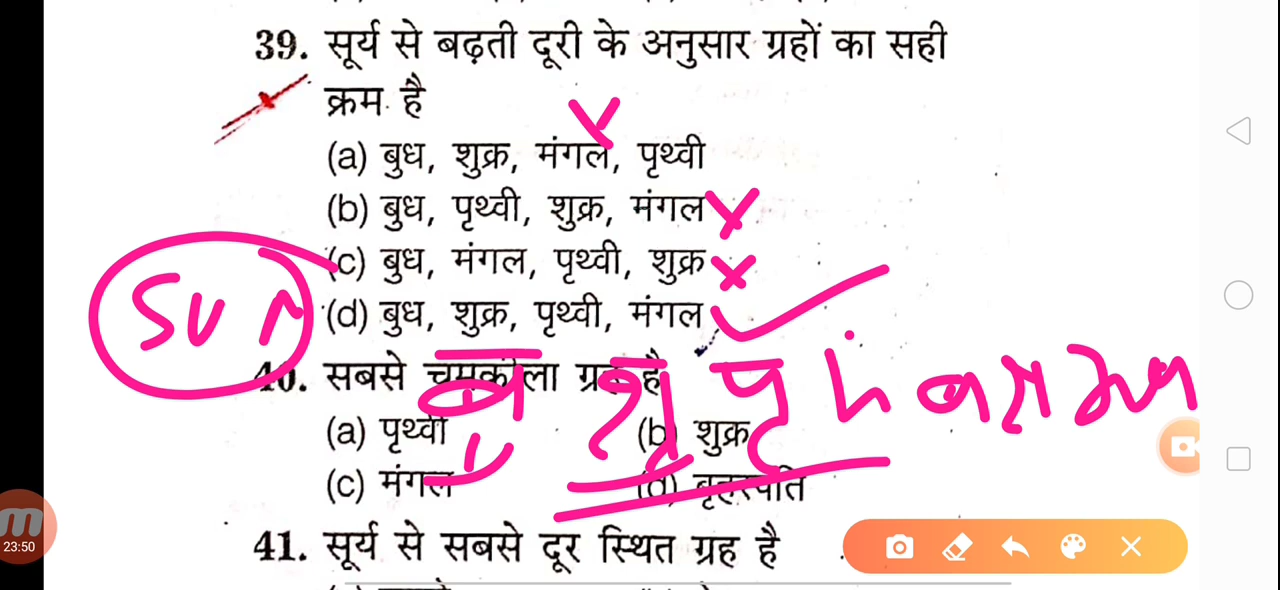 39. सूर्य से बढ़ती दूरी के अनुसार ग्रहों का सही
क्रम है
(a) बुध, शुक्र, मंगल, पृथ्वी
(b) बुध, पृथ्वी, शुक्र, मंगल
(c) बुध, मंगल, पृथ्वी, शुक्र
(d) बुध, शुक्र, पृथ्वी, मंगल
SUN
40. सबसे चमकीला ग्रह है
बु शु पृ मं
(a) पृथ्वी (b) शुक्र
(c) मंगल (d) बृहस्पति
23:50
41. सूर्य से सबसे दूर स्थित ग्रह है